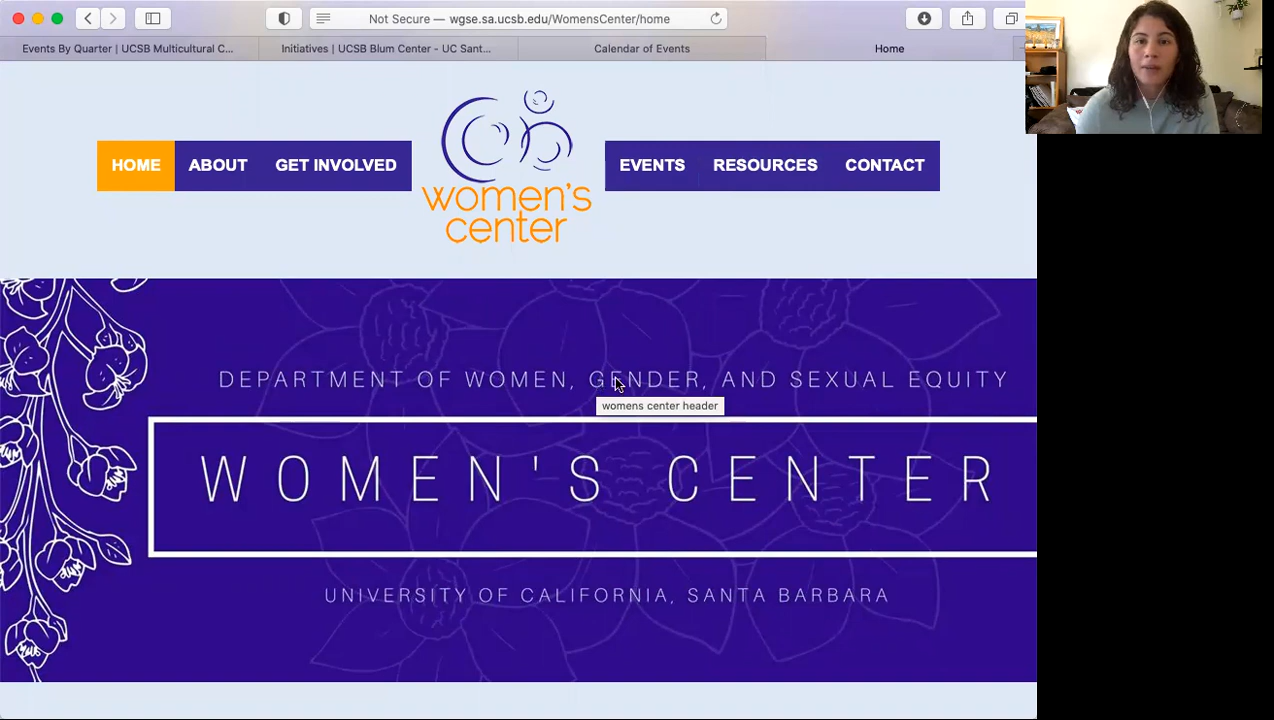 Not Secure — wgse.sa.ucsb.edu/WomensCenter/home
Events By Quarter | UCSB Multicultural C...
Initiatives | UCSB Blum Center - UC Sant...
Calendar of Events
Home
HOME
ABOUT
GET INVOLVED
women's
center
EVENTS
RESOURCES
CONTACT
DEPARTMENT OF WOMEN, GENDER, AND SEXUAL EQUITY
womens center header
WOMEN'S CENTER
UNIVERSITY OF CALIFORNIA, SANTA BARBARA